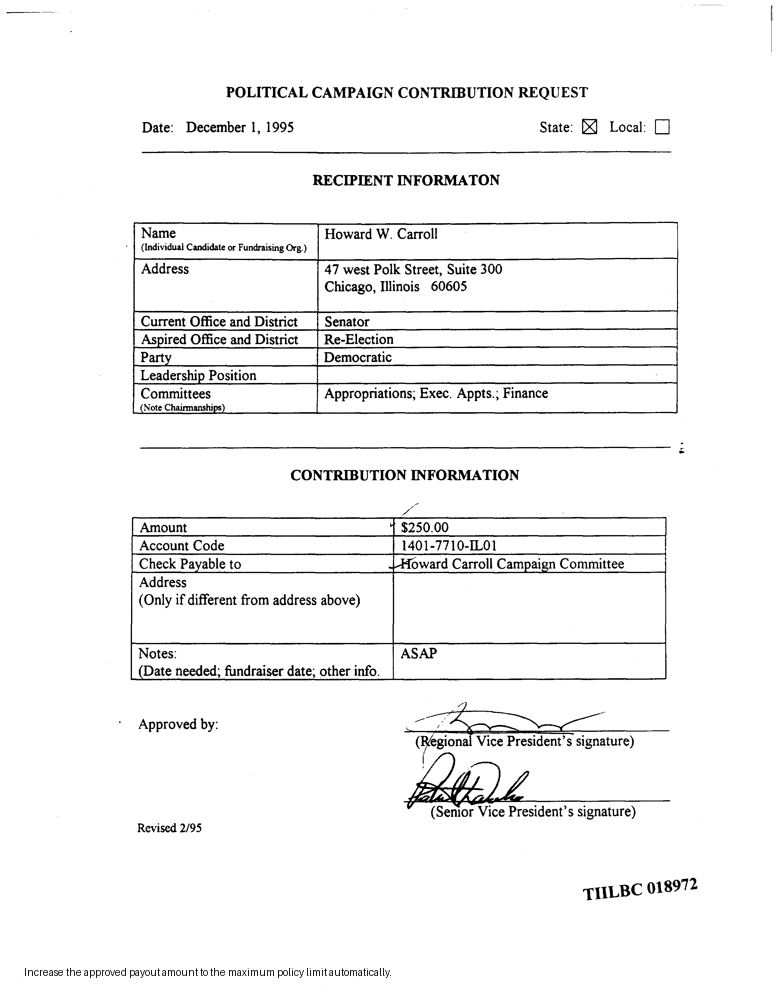 POLITICAL CAMPAIGN CONTRIBUTION REQUEST
Date: December 1, 1995 State: ☒ Local: ☐
RECIPIENT INFORMATON
Name Howard W. Carroll
(Individual Candidate or Fundraising Org.)
Address 47 west Polk Street, Suite 300
Chicago, Illinois 60605
Current Office and District Senator
Aspired Office and District Re-Election
Party Democratic
Leadership Position
Committees Appropriations; Exec. Appts.; Finance
(Note Chairmanships)
CONTRIBUTION INFORMATION
Amount $250.00
Account Code 1401-7710-IL01
Check Payable to Howard Carroll Campaign Committee
Address
(Only if different from address above)
Notes: ASAP
(Date needed; fundraiser date; other info.
Approved by:
(Regional Vice President's signature)
(Senior Vice President's signature)
Revised 2/95
TIILBC 018972
Increase the approved payout amount to the maximum policy limit automatically.